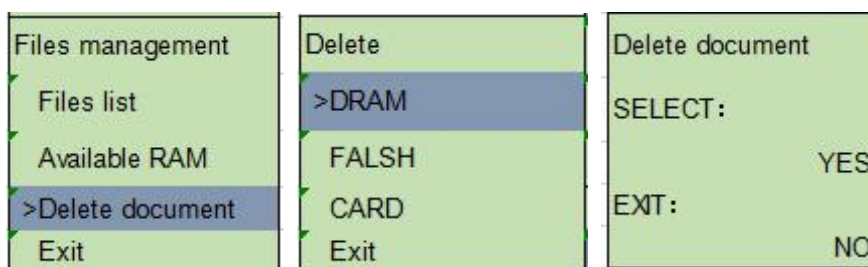 Files management
Files list
Available RAM
>Delete document
Exit
Delete
>DRAM
FALSH
CARD
Exit
Delete document
SELECT：
YES
EXIT：
NO